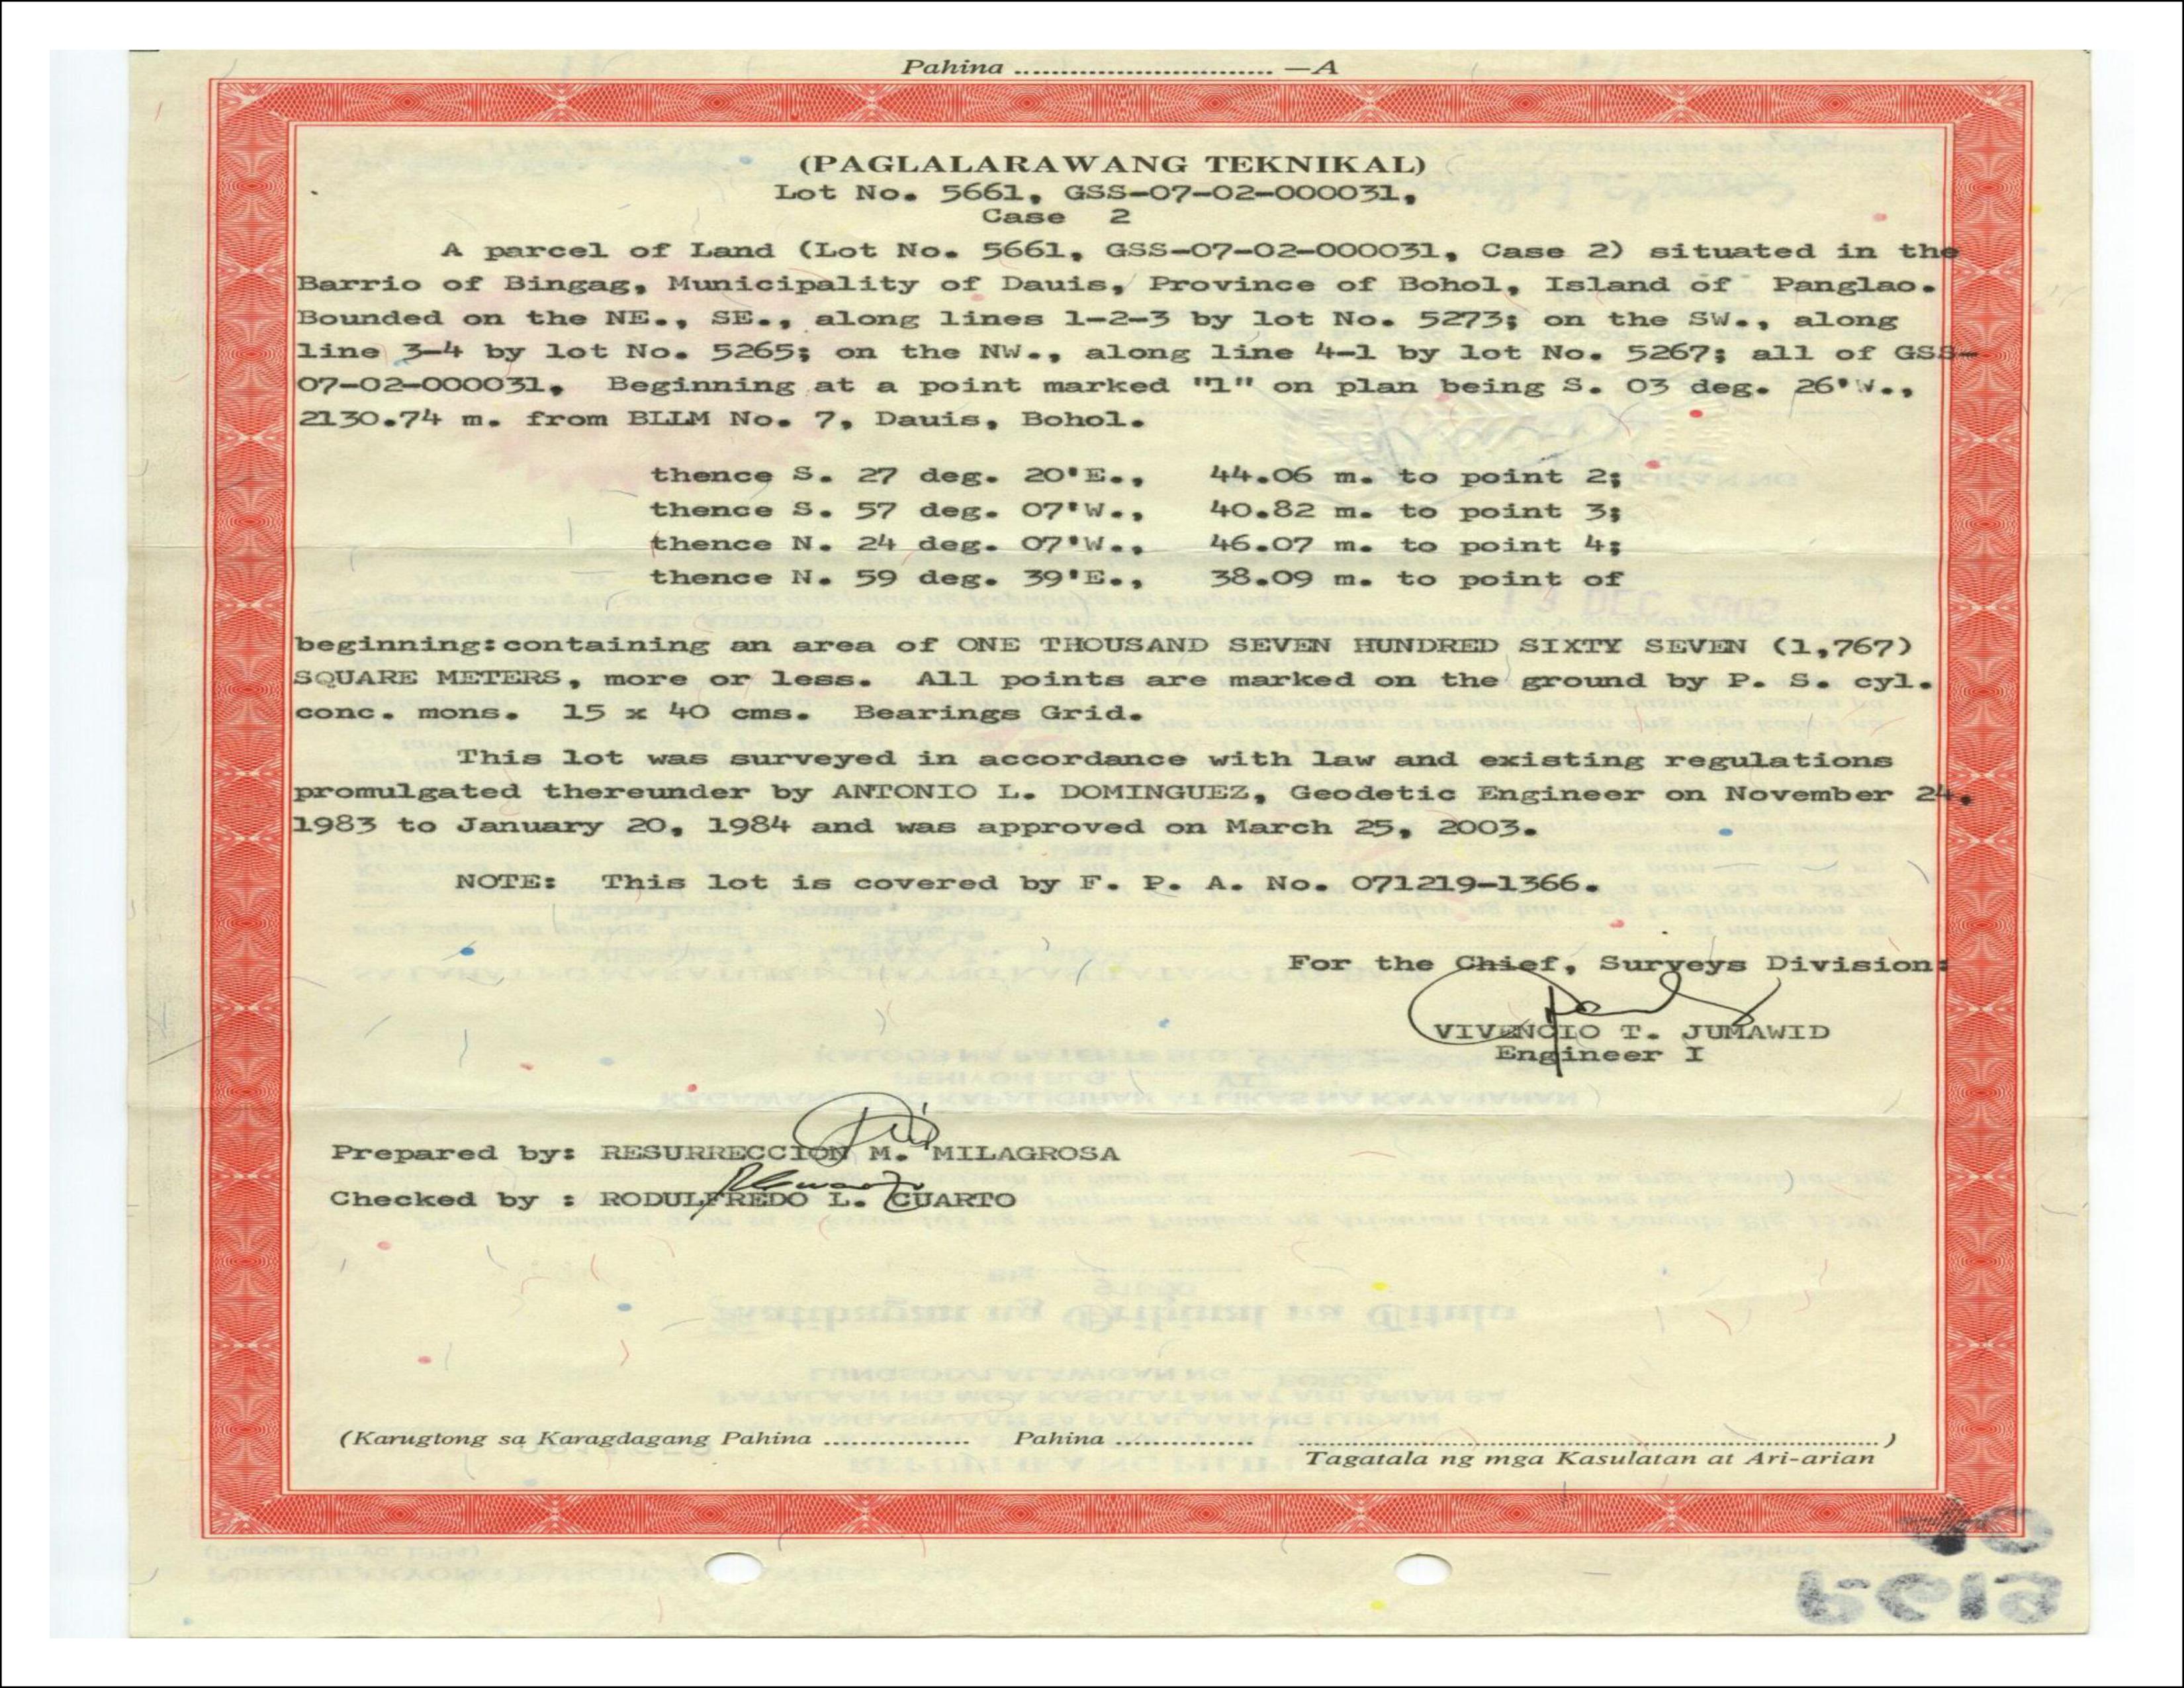 Pahina ................................ —A
(PAGLALARAWANG TEKNIKAL)
Lot No. 5661, GSS-07-02-000031,
Case 2
A parcel of Land (Lot No. 5661, GSS-07-02-000031, Case 2) situated in the
Barrio of Bingag, Municipality of Dauis, Province of Bohol, Island of Panglao.
Bounded on the NE., SE., along lines 1-2-3 by lot No. 5273; on the SW., along
line 3-4 by lot No. 5265; on the NW., along line 4-1 by lot No. 5267; all of GSS-
07-02-000031, Beginning at a point marked "1" on plan being S. 03 deg. 26'W.,
2130.74 m. from BLLM No. 7, Dauis, Bohol.
thence S. 27 deg. 20'E., 44.06 m. to point 2;
thence S. 57 deg. 07'W., 40.82 m. to point 3;
thence N. 24 deg. 07'W., 46.07 m. to point 4;
thence N. 59 deg. 39'E., 38.09 m. to point of
beginning:containing an area of ONE THOUSAND SEVEN HUNDRED SIXTY SEVEN (1,767)
SQUARE METERS, more or less. All points are marked on the ground by P. S. cyl.
conc. mons. 15 x 40 cms. Bearings Grid.
This lot was surveyed in accordance with law and existing regulations
promulgated thereunder by ANTONIO L. DOMINGUEZ, Geodetic Engineer on November 24,
1983 to January 20, 1984 and was approved on March 25, 2003.
NOTE: This lot is covered by F. P. A. No. 071219-1366.
For the Chief, Surveys Division:
VIVENCIO T. JUMAWID
Engineer I
Prepared by: RESURRECCION M. MILAGROSA
Checked by : RODULFREDO L. CUARTO
(Karugtong sa Karagdagang Pahina ................ Pahina ............... ................................................................)
Tagatala ng mga Kasulatan at Ari-arian